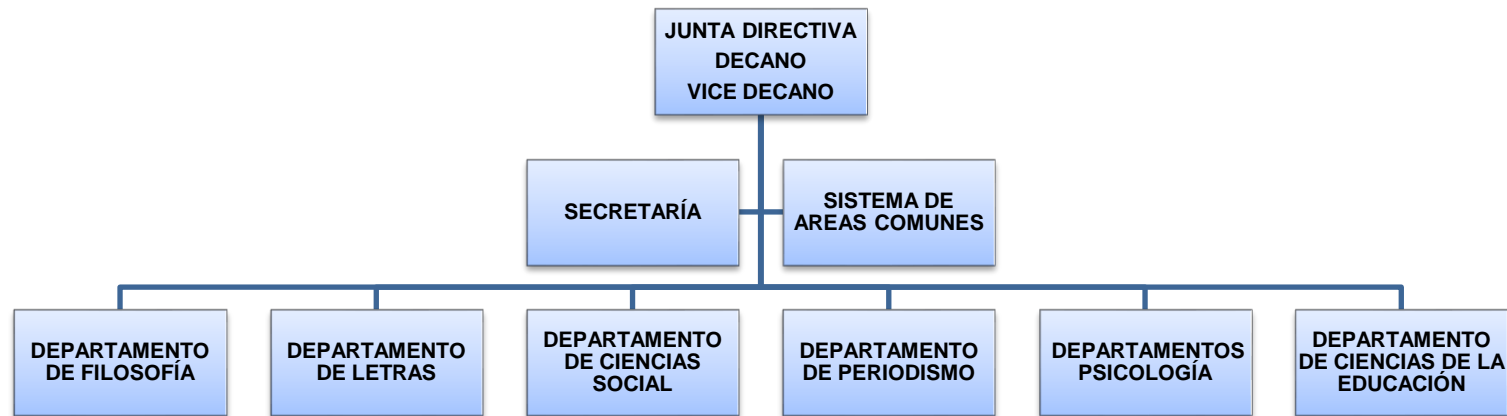 JUNTA DIRECTIVA
DECANO
VICE DECANO
SECRETARÍA
SISTEMA DE
AREAS COMUNES
DEPARTAMENTO
DE FILOSOFÍA
DEPARTAMENTO
DE LETRAS
DEPARTAMENTO
DE CIENCIAS
SOCIAL
DEPARTAMENTO
DE PERIODISMO
DEPARTAMENTOS
PSICOLOGÍA
DEPARTAMENTO
DE CIENCIAS DE LA
EDUCACIÓN